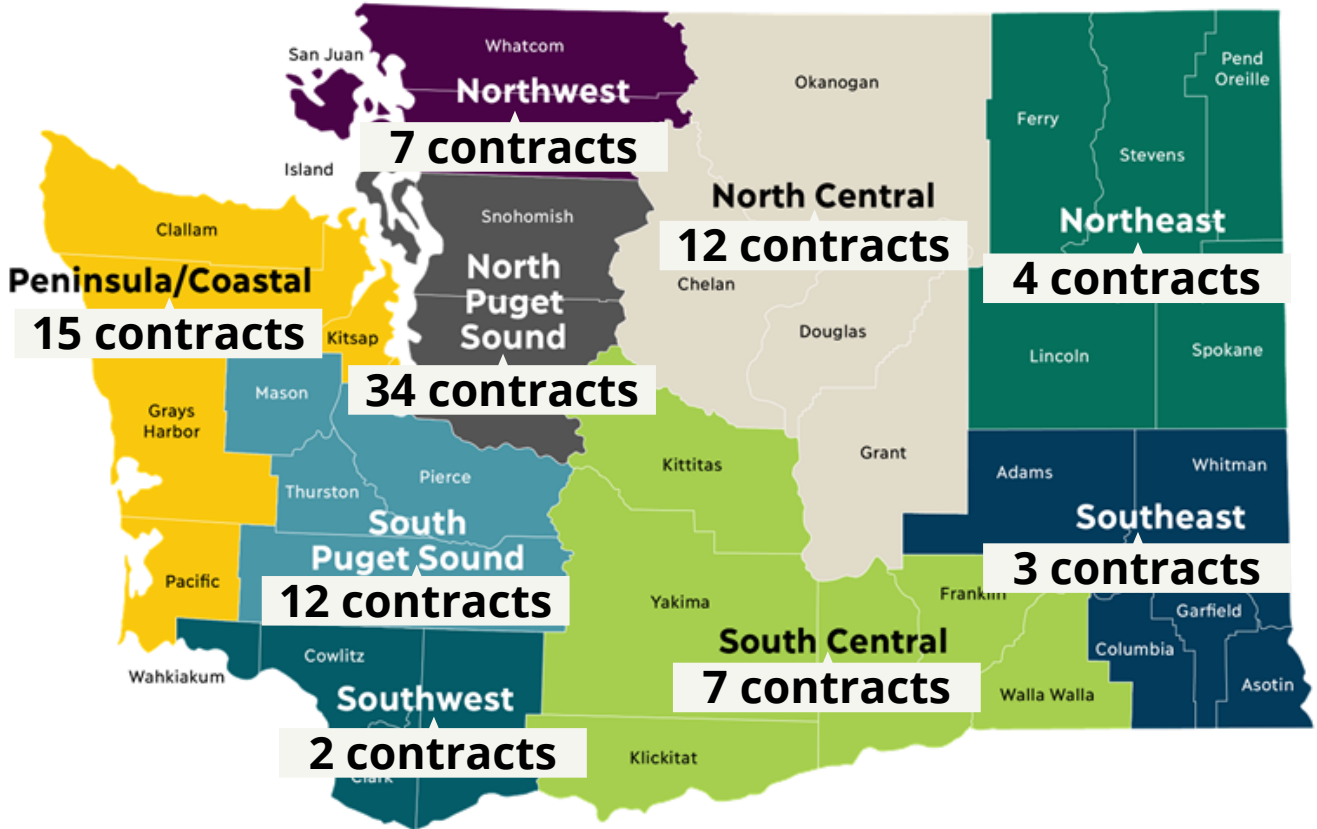 San Juan
Whatcom
Northwest
7 contracts
Island
Okanogan
North Central
12 contracts
Chelan
Douglas
Grant
Pend
Oreille
Ferry
Stevens
Northeast
4 contracts
Lincoln
Spokane
Clallam
Peninsula/Coastal
15 contracts
Kitsap
Grays
Harbor
Pacific
Snohomish
North
Puget
Sound
34 contracts
Mason
Thurston
Pierce
South
Puget Sound
12 contracts
Kittitas
Yakima
Franklin
South Central
7 contracts
Walla Walla
Klickitat
Adams
Whitman
Southeast
3 contracts
Garfield
Columbia
Asotin
Wahkiakum
Cowlitz
Southwest
2 contracts
Clark